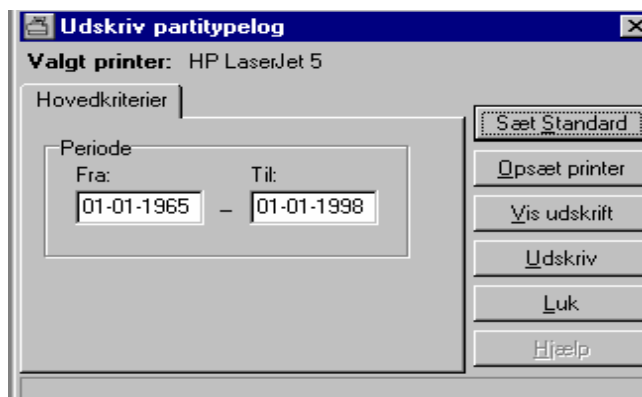 Udskriv partitypelog
Valgt printer: HP LaserJet 5
Hovedkriterier
Periode
Fra: Til:
01-01-1965 – 01-01-1998
Sæt Standard
Opsæt printer
Vis udskrift
Udskriv
Luk
Hjælp